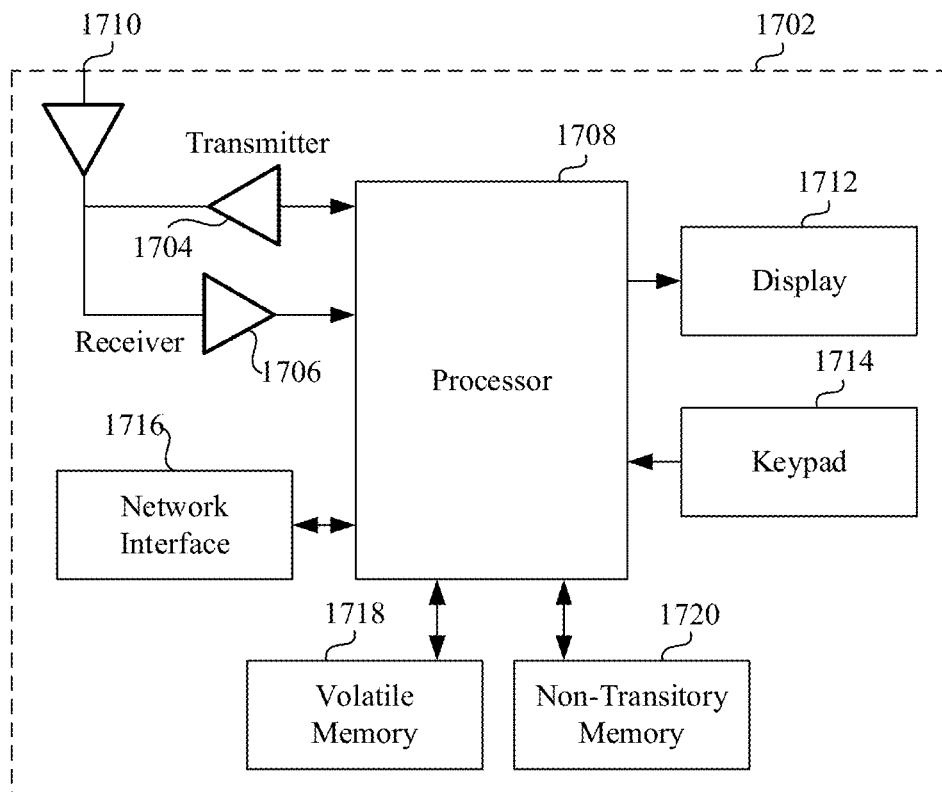 1710
1702
Transmitter
1708
1704
1712
Display
Receiver
1706
Processor
1714
Keypad
1716
Network
Interface
1718
Volatile
Memory
1720
Non-Transitory
Memory